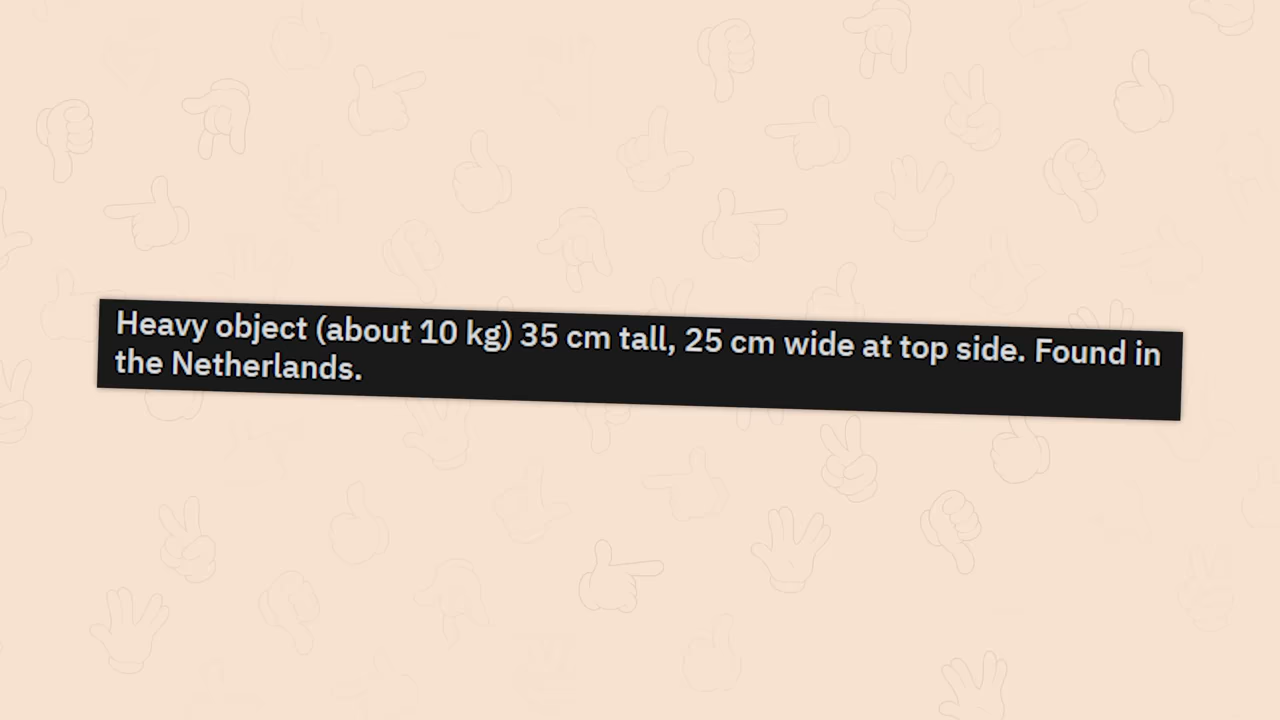 Heavy object (about 10 kg) 35 cm tall, 25 cm wide at top side. Found in
the Netherlands.